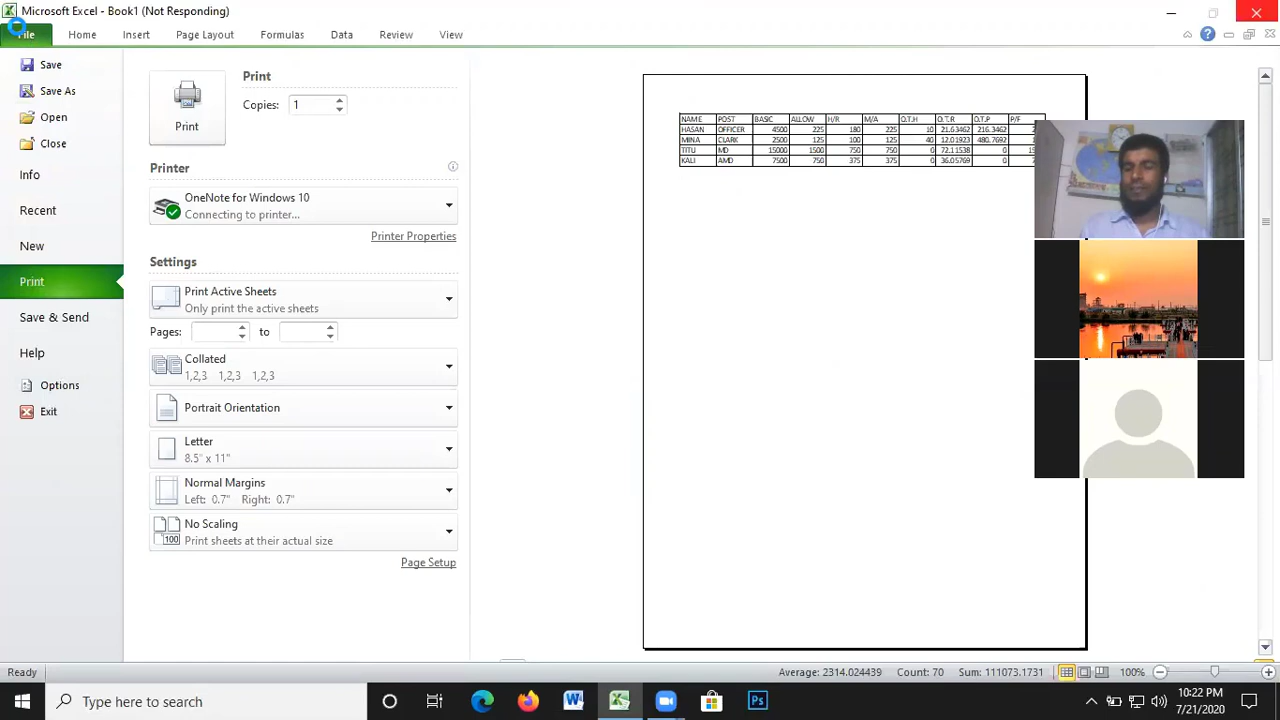 Microsoft Excel - Book1 (Not Responding)
File Home Insert Page Layout Formulas Data Review View
Save
Save As
Open
Close
Info
Recent
New
Print
Save & Send
Help
Options
Exit
Print
Print
Copies: 1
Printer
OneNote for Windows 10
Connecting to printer...
Printer Properties
Settings
Print Active Sheets
Only print the active sheets
Pages: to
Collated
1,2,3 1,2,3 1,2,3
Portrait Orientation
Letter
8.5" x 11"
Normal Margins
Left: 0.7" Right: 0.7"
No Scaling
100
Print sheets at their actual size
Page Setup
NAME POST BASIC ALLOW H/R M/A O.T.H O.T.R O.T.P P/F
HASAN OFFICER 4500 225 180 225 10 21.63462 216.3462
MINA CLARK 2500 125 100 125 40 12.01923 480.7692
TITU MD 15000 1500 750 750 0 72.11538 0
KALI AMD 7500 750 375 375 0 36.05769 0
Ready Average: 2314.024439 Count: 70 Sum: 111073.1731 100%
Type here to search
10:22 PM
7/21/2020